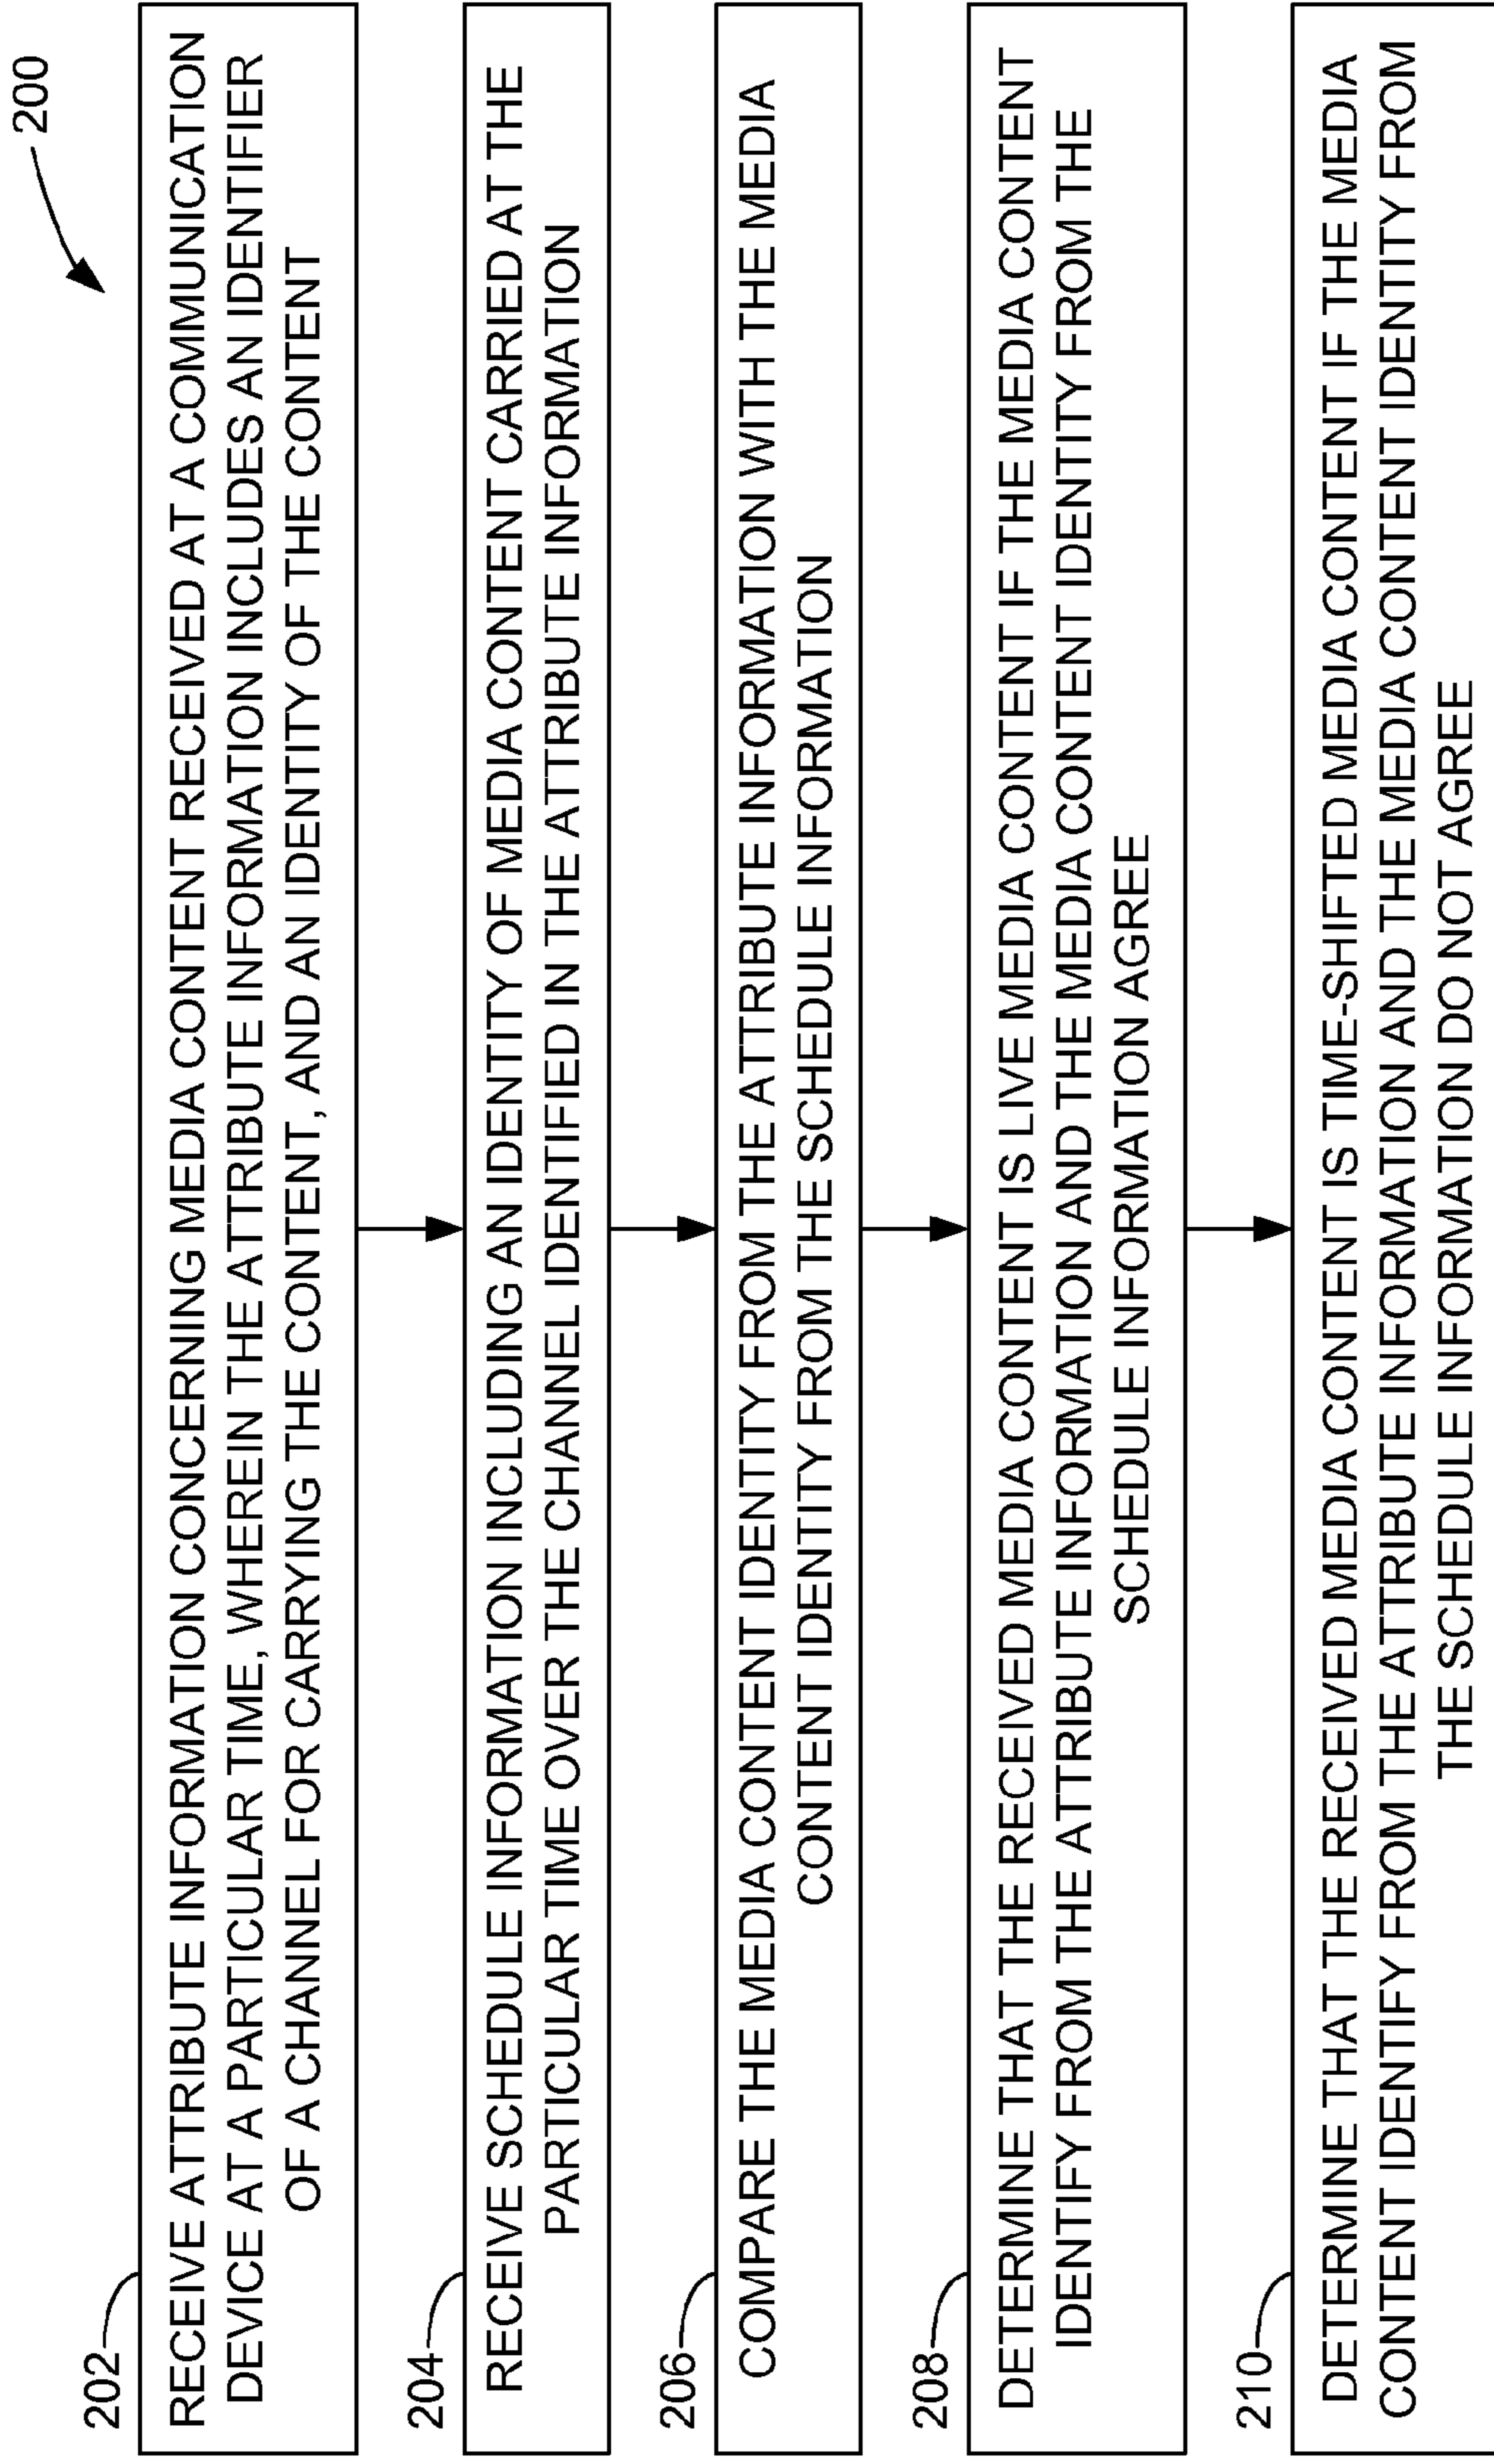 200
202
RECEIVE ATTRIBUTE INFORMATION CONCERNING MEDIA CONTENT RECEIVED AT A COMMUNICATION
DEVICE AT A PARTICULAR TIME, WHEREIN THE ATTRIBUTE INFORMATION INCLUDES AN IDENTIFIER
OF A CHANNEL FOR CARRYING THE CONTENT, AND AN IDENTITY OF THE CONTENT
204
RECEIVE SCHEDULE INFORMATION INCLUDING AN IDENTITY OF MEDIA CONTENT CARRIED AT THE
PARTICULAR TIME OVER THE CHANNEL IDENTIFIED IN THE ATTRIBUTE INFORMATION
206
COMPARE THE MEDIA CONTENT IDENTITY FROM THE ATTRIBUTE INFORMATION WITH THE MEDIA
CONTENT IDENTITY FROM THE SCHEDULE INFORMATION
208
DETERMINE THAT THE RECEIVED MEDIA CONTENT IS LIVE MEDIA CONTENT IF THE MEDIA CONTENT
IDENTIFY FROM THE ATTRIBUTE INFORMATION AND THE MEDIA CONTENT IDENTITY FROM THE
SCHEDULE INFORMATION AGREE
210
DETERMINE THAT THE RECEIVED MEDIA CONTENT IS TIME-SHIFTED MEDIA CONTENT IF THE MEDIA
CONTENT IDENTIFY FROM THE ATTRIBUTE INFORMATION AND THE MEDIA CONTENT IDENTITY FROM
THE SCHEDULE INFORMATION DO NOT AGREE